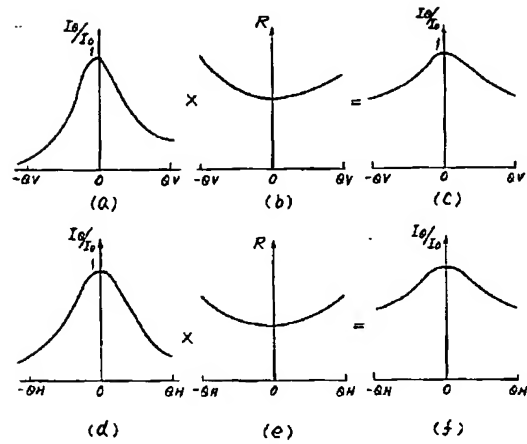 Iθ/I0 R Iθ/I0
1 1
× =
-θV 0 θV -θV 0 θV -θV 0 θV
(a) (b) (c)
Iθ/I0 R Iθ/I0
1
× =
-θH 0 θH -θH 0 θH -θH 0 θH
(d) (e) (f)